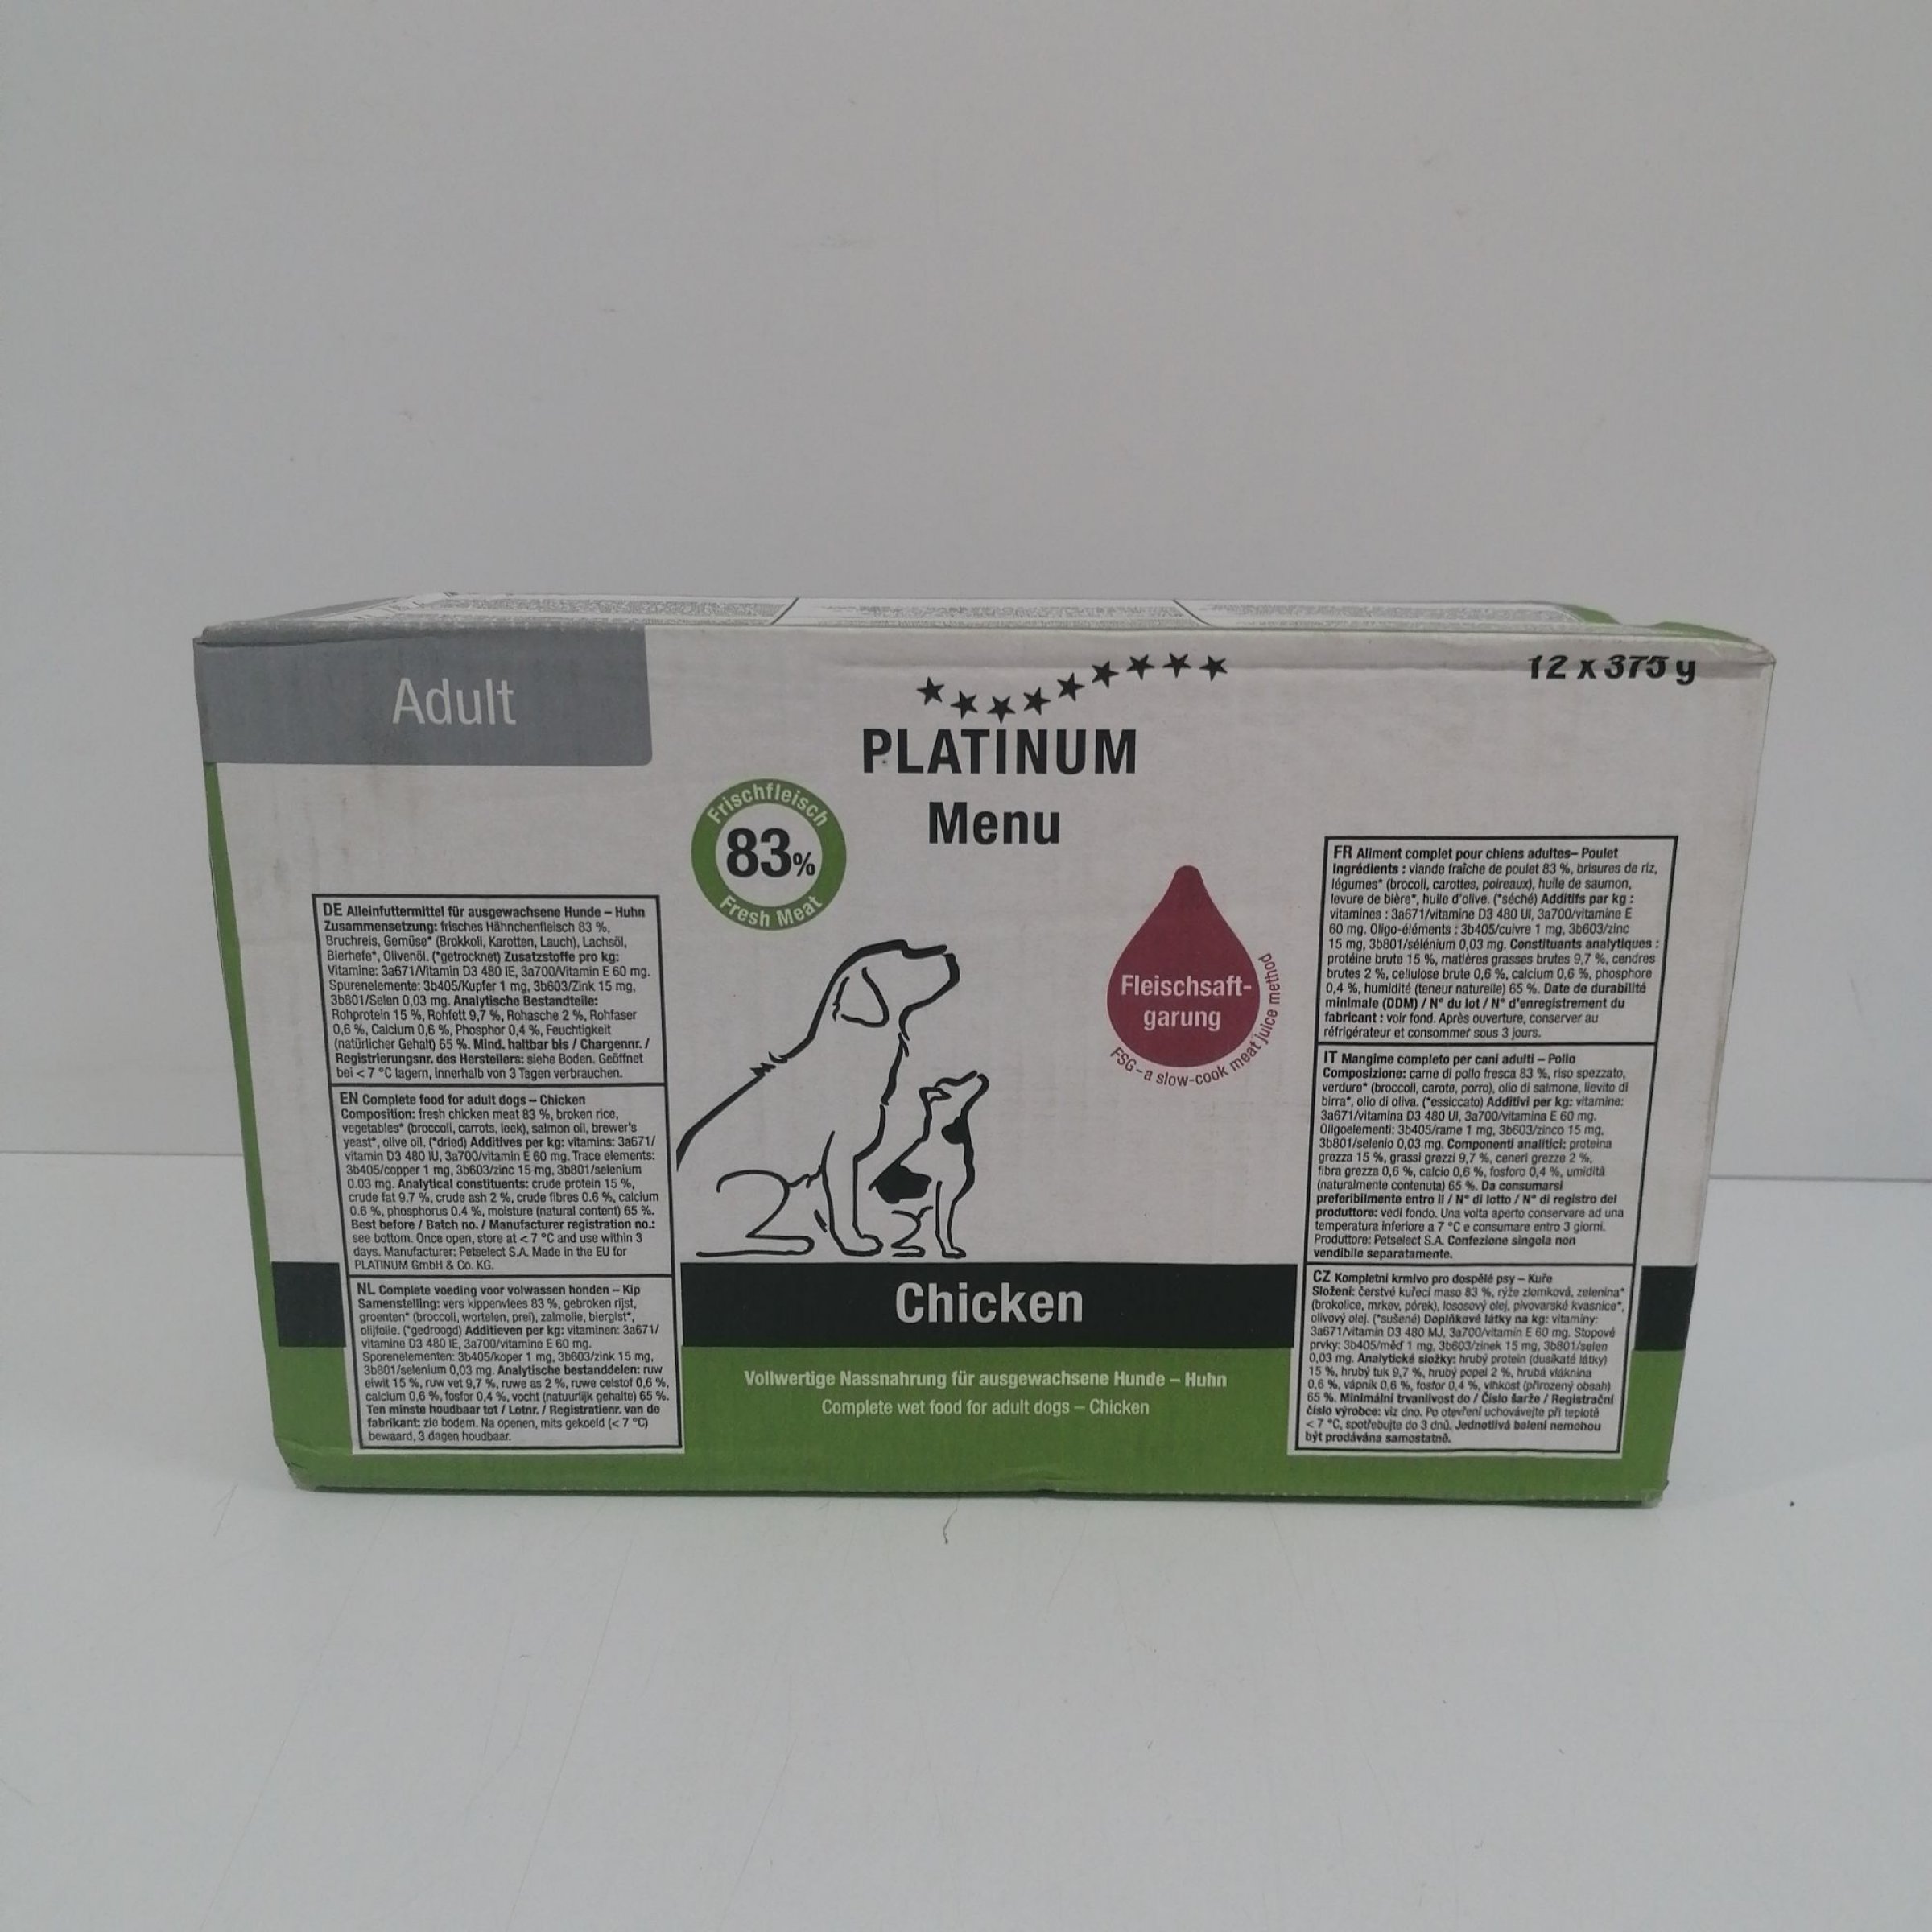 Adult
12 x 375 g
PLATINUM
Menu
Frischfleisch
83%
Fresh Meat
Fleischsaft-
garung
FSG - a slow-cook meat juice method
DE Alleinfuttermittel für ausgewachsene Hunde – Huhn
Zusammensetzung: frisches Hähnchenfleisch 83 %,
Bruchreis, Gemüse* (Brokkoli, Karotten, Lauch), Lachsöl,
Bierhefe*, Olivenöl. (*getrocknet) Zusatzstoffe pro kg:
Vitamine: 3a671/Vitamin D3 480 IE, 3a700/Vitamin E 60 mg.
Spurenelemente: 3b405/Kupfer 1 mg, 3b603/Zink 15 mg,
3b801/Selen 0,03 mg. Analytische Bestandteile:
Rohprotein 15 %, Rohfett 9,7 %, Rohasche 2 %, Rohfaser
0,6 %, Calcium 0,6 %, Phosphor 0,4 %, Feuchtigkeit
(natürlicher Gehalt) 65 %. Mind. haltbar bis / Chargennr. /
Registrierungsnr. des Herstellers: siehe Boden. Geöffnet
bei < 7 °C lagern, innerhalb von 3 Tagen verbrauchen.
EN Complete food for adult dogs – Chicken
Composition: fresh chicken meat 83 %, broken rice,
vegetables* (broccoli, carrots, leek), salmon oil, brewer's
yeast*, olive oil. (*dried) Additives per kg: vitamins: 3a671/
vitamin D3 480 IU, 3a700/vitamin E 60 mg. Trace elements:
3b405/copper 1 mg, 3b603/zinc 15 mg, 3b801/selenium
0.03 mg. Analytical constituents: crude protein 15 %,
crude fat 9.7 %, crude ash 2 %, crude fibres 0.6 %, calcium
0.6 %, phosphorus 0.4 %, moisture (natural content) 65 %.
Best before / Batch no. / Manufacturer registration no.:
see bottom. Once open, store at < 7 °C and use within 3
days. Manufacturer: Petselect S.A. Made in the EU for
PLATINUM GmbH & Co. KG.
NL Complete voeding voor volwassen honden – Kip
Samenstelling: vers kippenvlees 83 %, gebroken rijst,
groenten* (broccoli, wortelen, prei), zalmolie, biergist*,
olijfolie. (*gedroogd) Additieven per kg: vitaminen: 3a671/
vitamine D3 480 IE, 3a700/vitamine E 60 mg.
Sporenelementen: 3b405/koper 1 mg, 3b603/zink 15 mg,
3b801/selenium 0,03 mg. Analytische bestanddelen: ruw
eiwit 15 %, ruw vet 9,7 %, ruwe as 2 %, ruwe celstof 0,6 %,
calcium 0,6 %, fosfor 0,4 %, vocht (natuurlijk gehalte) 65 %.
Ten minste houdbaar tot / Lotnr. / Registratienr. van de
fabrikant: zie bodem. Na openen, mits gekoeld (< 7 °C)
bewaard, 3 dagen houdbaar.
FR Aliment complet pour chiens adultes– Poulet
Ingrédients : viande fraîche de poulet 83 %, brisures de riz,
légumes* (brocoli, carottes, poireaux), huile de saumon,
levure de bière*, huile d'olive. (*séché) Additifs par kg :
vitamines : 3a671/vitamine D3 480 UI, 3a700/vitamine E
60 mg. Oligo-éléments : 3b405/cuivre 1 mg, 3b603/zinc
15 mg, 3b801/sélénium 0,03 mg. Constituants analytiques :
protéine brute 15 %, matières grasses brutes 9,7 %, cendres
brutes 2 %, cellulose brute 0,6 %, calcium 0,6 %, phosphore
0,4 %, humidité (teneur naturelle) 65 %. Date de durabilité
minimale (DDM) / N° du lot / N° d'enregistrement du
fabricant : voir fond. Après ouverture, conserver au
réfrigérateur et consommer sous 3 jours.
IT Mangime completo per cani adulti – Pollo
Composizione: carne di pollo fresca 83 %, riso spezzato,
verdure* (broccoli, carote, porro), olio di salmone, lievito di
birra*, olio di oliva. (*essiccato) Additivi per kg: vitamine:
3a671/vitamina D3 480 UI, 3a700/vitamina E 60 mg.
Oligoelementi: 3b405/rame 1 mg, 3b603/zinco 15 mg,
3b801/selenio 0,03 mg. Componenti analitici: proteina
grezza 15 %, grassi grezzi 9,7 %, ceneri grezze 2 %,
fibra grezza 0,6 %, calcio 0,6 %, fosforo 0,4 %, umidità
(naturalmente contenuta) 65 %. Da consumarsi
preferibilmente entro il / N° di lotto / N° di registro del
produttore: vedi fondo. Una volta aperto conservare ad una
temperatura inferiore a 7 °C e consumare entro 3 giorni.
Produttore: Petselect S.A. Confezione singola non
vendibile separatamente.
CZ Kompletní krmivo pro dospělé psy – Kuře
Složení: čerstvé kuřecí maso 83 %, rýže zlomková, zelenina*
(brokolice, mrkev, pórek), lososový olej, pivovarské kvasnice*,
olivový olej. (*sušené) Doplňkové látky na kg: vitamíny:
3a671/vitamín D3 480 MJ, 3a700/vitamín E 60 mg. Stopové
prvky: 3b405/měď 1 mg, 3b603/zinek 15 mg, 3b801/selen
0,03 mg. Analytické složky: hrubý protein (dusíkaté látky)
15 %, hrubý tuk 9,7 %, hrubý popel 2 %, hrubá vláknina
0,6 %, vápník 0,6 %, fosfor 0,4 %, vlhkost (přirozený obsah)
65 %. Minimální trvanlivost do / Číslo šarže / Registrační
číslo výrobce: viz dno. Po otevření uchovávejte při teplotě
< 7 °C, spotřebujte do 3 dnů. Jednotlivá balení nemohou
být prodávána samostatně.
Chicken
Vollwertige Nassnahrung für ausgewachsene Hunde – Huhn
Complete wet food for adult dogs – Chicken